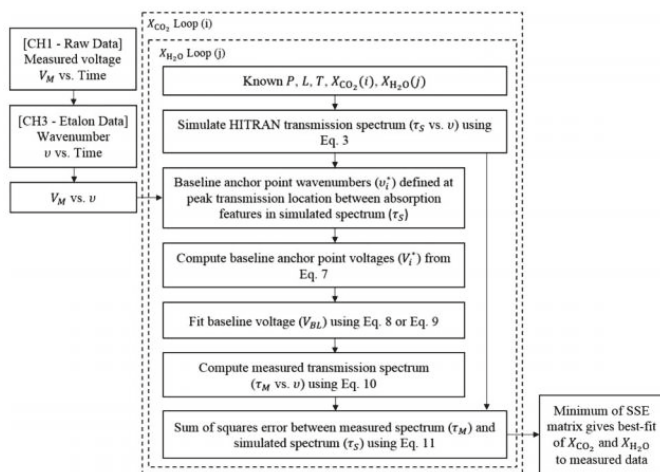 X_CO₂ Loop (i)
[CH1 - Raw Data]
Measured voltage
V_M vs. Time
[CH3 - Etalon Data]
Wavenumber
υ vs. Time
V_M vs. υ
X_H₂O Loop (j)
Known P, L, T, X_CO₂(i), X_H₂O(j)
Simulate HITRAN transmission spectrum (τ_S vs. υ) using
Eq. 3
Baseline anchor point wavenumbers (υ_i^*) defined at
peak transmission location between absorption
features in simulated spectrum (τ_S)
Compute baseline anchor point voltages (V_i^*) from
Eq. 7
Fit baseline voltage (V_BL) using Eq. 8 or Eq. 9
Compute measured transmission spectrum
(τ_M vs. υ) using Eq. 10
Sum of squares error between measured spectrum (τ_M) and
simulated spectrum (τ_S) using Eq. 11
Minimum of SSE
matrix gives best-fit
of X_CO₂ and X_H₂O
to measured data